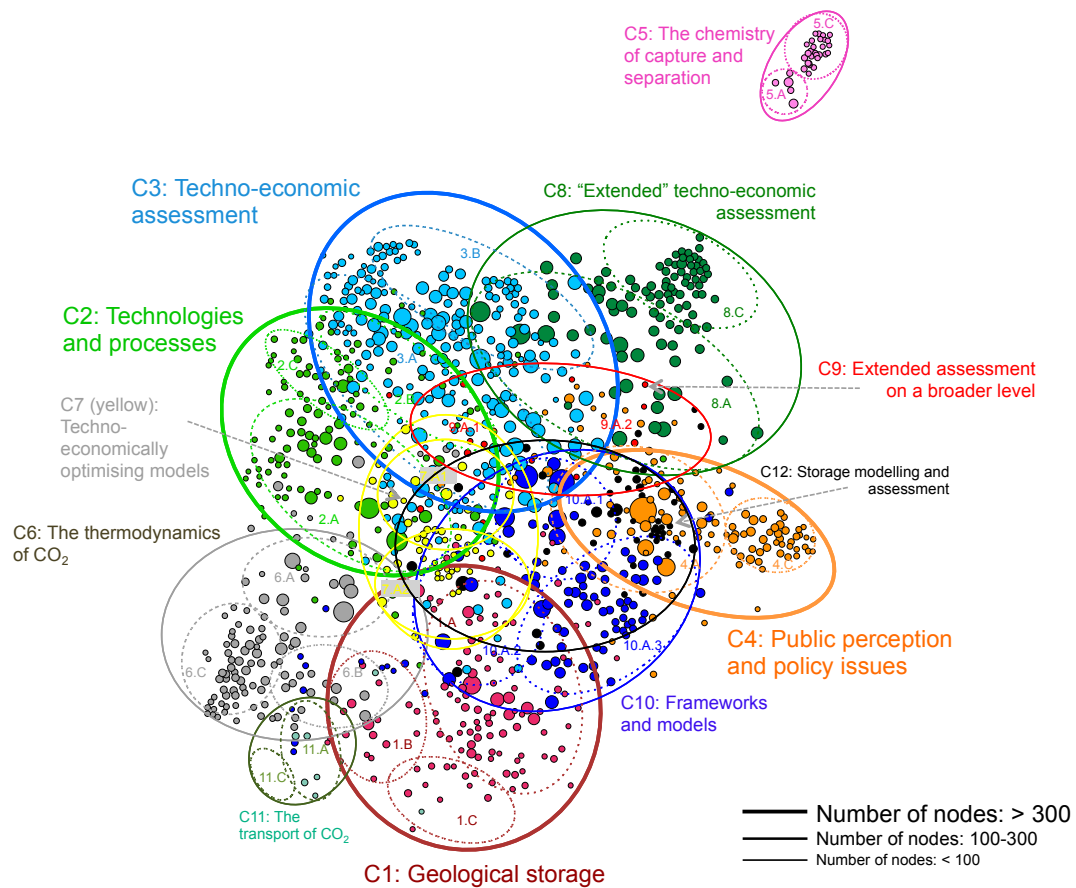 C5: The chemistry
of capture and
separation
5.C
5.A
C3: Techno-economic
assessment
C8: “Extended” techno-economic
assessment
3.B
8.C
C2: Technologies
and processes
3.A
2.C
2.B
C9: Extended assessment
on a broader level
8.A
C7 (yellow):
Techno-
economically
optimising models
9.A.1
9.A.2
C12: Storage modelling and
assessment
10.A.1
2.A
C6: The thermodynamics
of CO2
4.C
6.A
1.A
10.A.2
10.A.3
C4: Public perception
and policy issues
6.C
6.B
C10: Frameworks
and models
1.B
11.A
11.C
C11: The
transport of CO2
1.C
Number of nodes: > 300
Number of nodes: 100-300
Number of nodes: < 100
C1: Geological storage